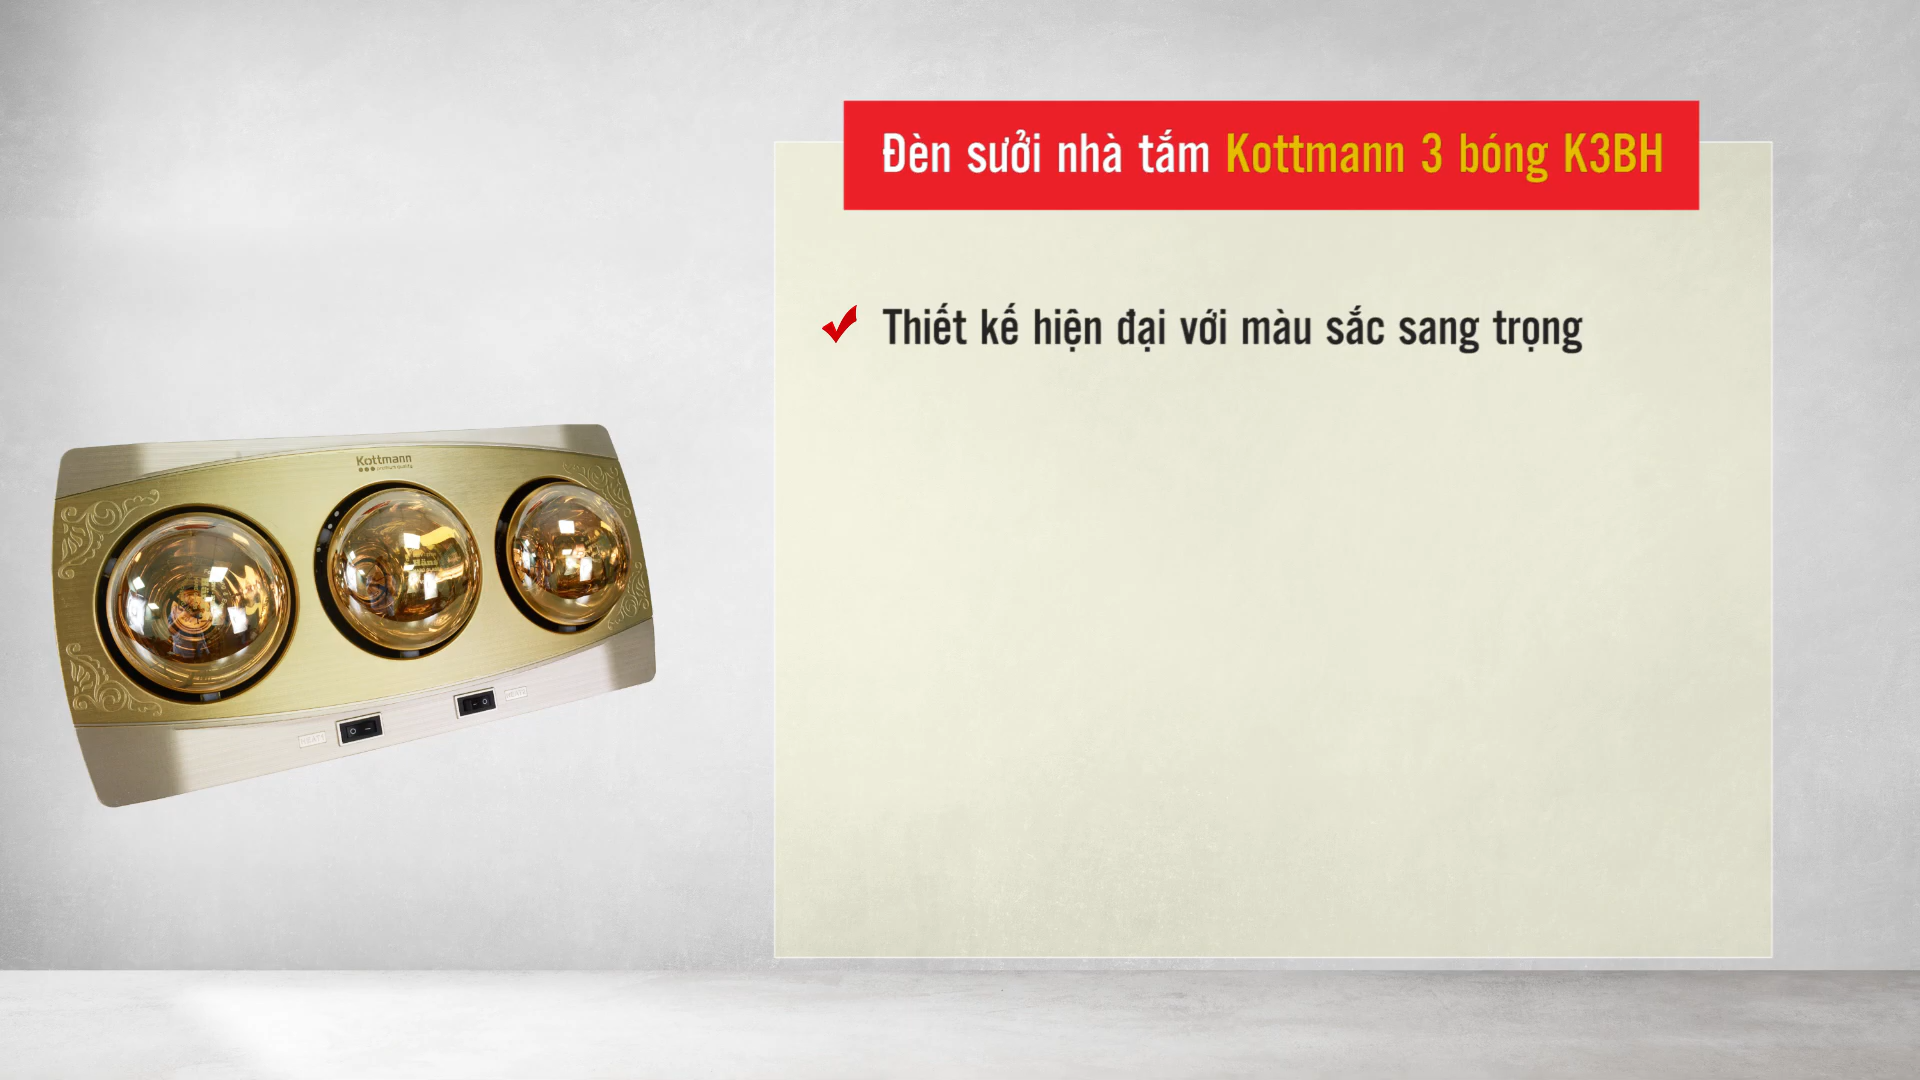 Đèn sưởi nhà tắm Kottmann 3 bóng K3BH
Thiết kế hiện đại với màu sắc sang trọng
Kottmann